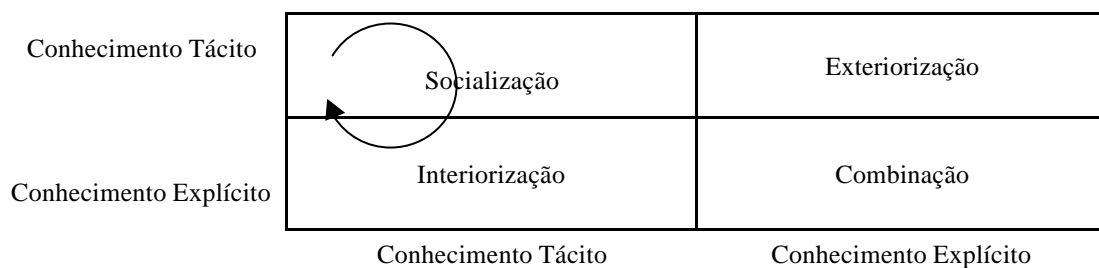 Conhecimento Tácito
Socialização
Exteriorização
Conhecimento Explícito
Interiorização
Combinação
Conhecimento Tácito
Conhecimento Explícito